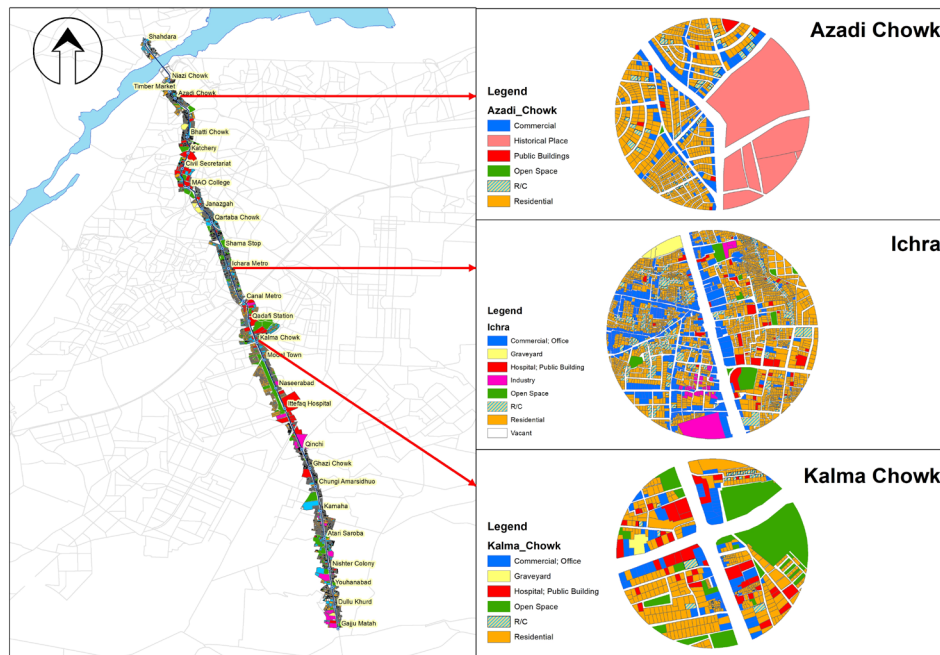 Shahdara
Niazi Chowk
Timber Market
Azadi Chowk
Bhatti Chowk
Katchery
Civil Secretariat
MAO College
Janazgah
Qartaba Chowk
Shama Stop
Ichara Metro
Canal Metro
Qadafi Station
Kalma Chowk
Model Town
Naseerabad
Ittefaq Hospital
Qinchi
Ghazi Chowk
Chungi Amarsidhuo
Kamaha
Atari Saroba
Nishter Colony
Youhanabad
Dullu Khurd
Gajju Matah
Azadi Chowk
Legend
Azadi_Chowk
Commercial
Historical Place
Public Buildings
Open Space
R/C
Residential
Ichra
Legend
Ichra
Commercial; Office
Graveyard
Hospital; Public Building
Industry
Open Space
R/C
Residential
Vacant
Kalma Chowk
Legend
Kalma_Chowk
Commercial; Office
Graveyard
Hospital; Public Building
Open Space
R/C
Residential